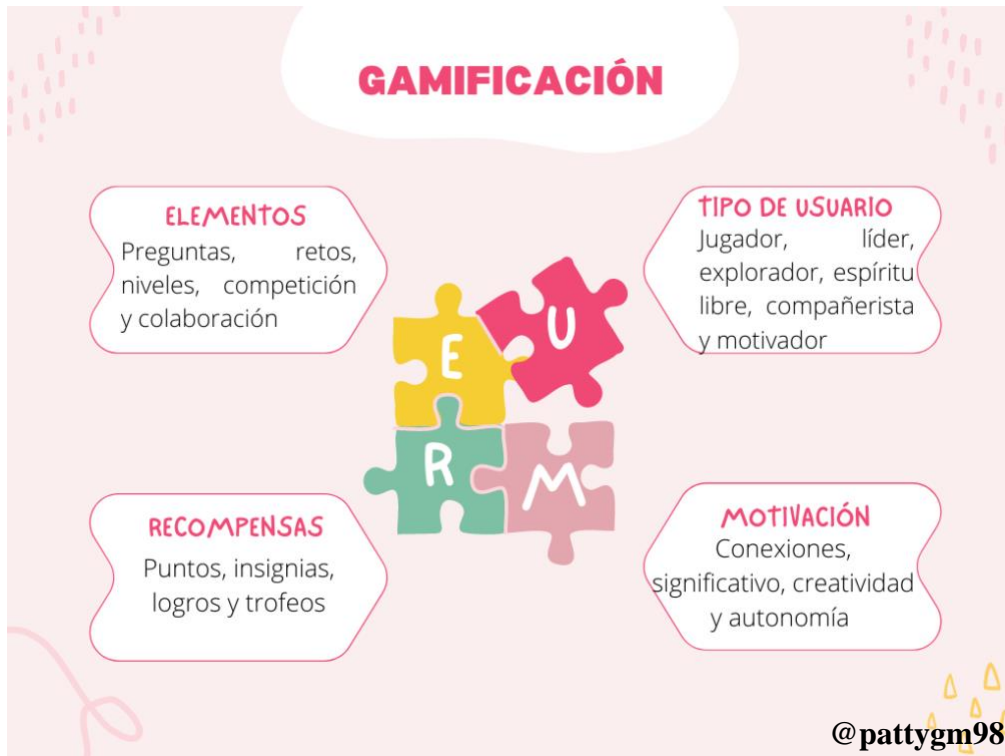 GAMIFICACIÓN
ELEMENTOS
Preguntas, retos,
niveles, competición
y colaboración
TIPO DE USUARIO
Jugador, líder,
explorador, espíritu
libre, compañerista
y motivador
E
U
R
M
RECOMPENSAS
Puntos, insignias,
logros y trofeos
MOTIVACIÓN
Conexiones,
significativo, creatividad
y autonomía
@pattygm98